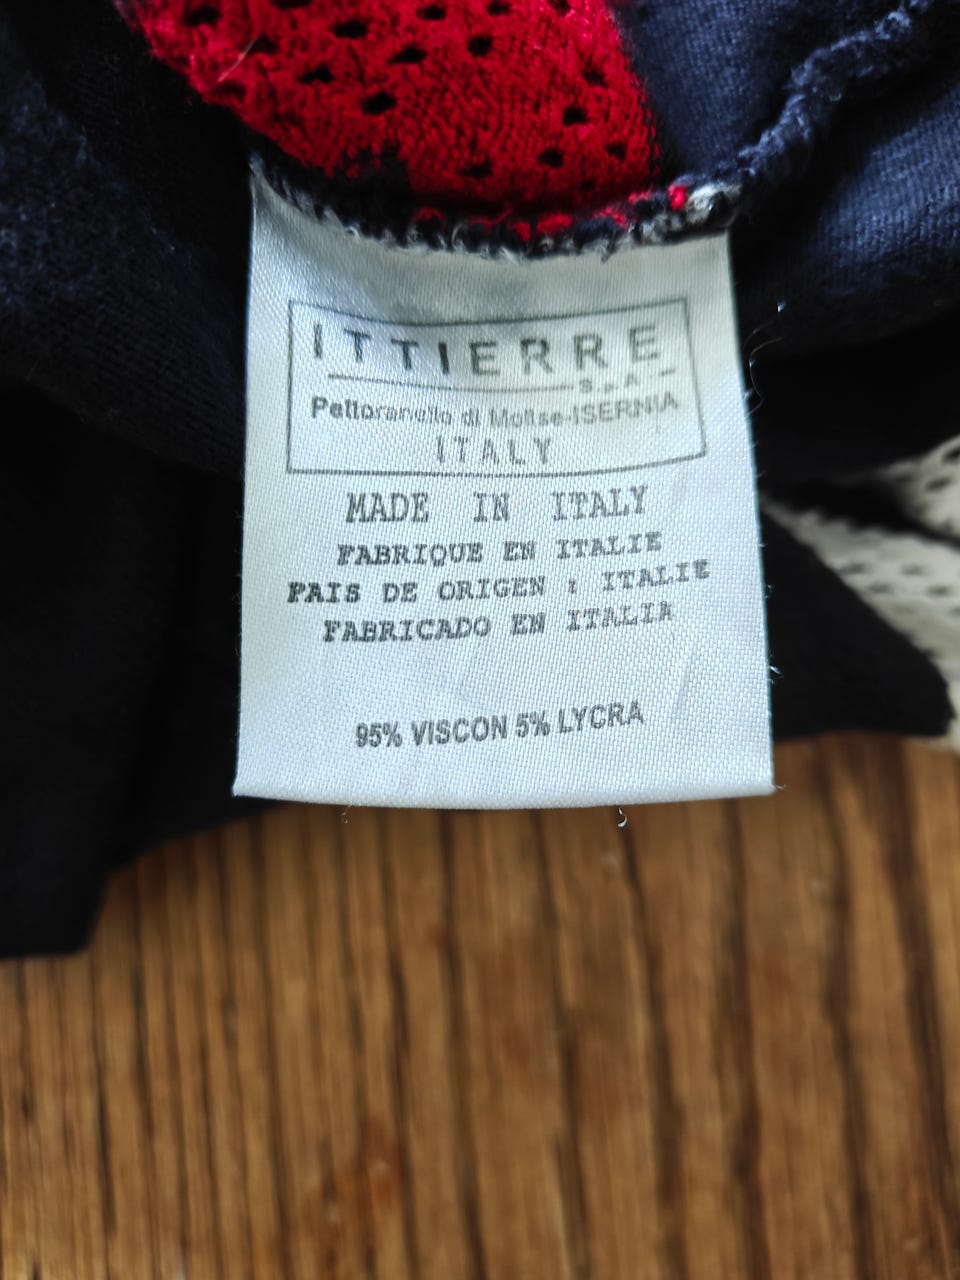 ITTIERRE
S.p.A
Pettoranello di Molise-ISERNIA
ITALY
MADE IN ITALY
FABRIQUE EN ITALIE
PAIS DE ORIGEN : ITALIE
FABRICADO EN ITALIA
95% VISCON 5% LYCRA